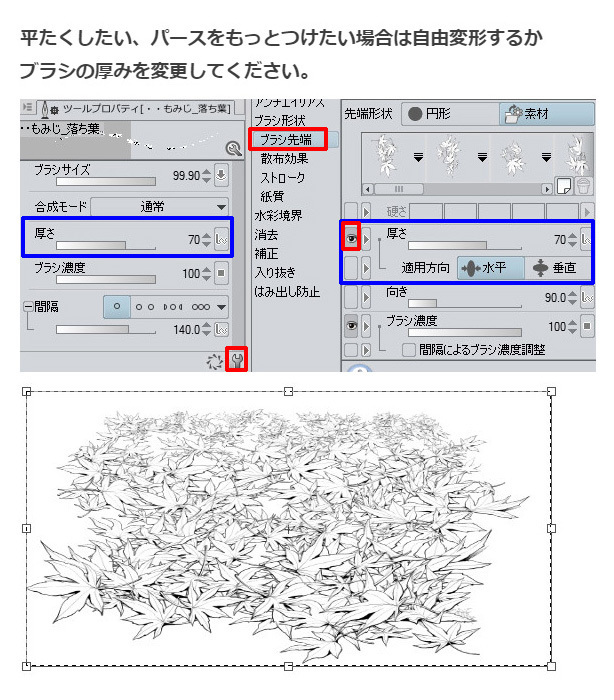 平たくしたい、パースをもっとつけたい場合は自由変形するか
ブラシの厚みを変更してください。
ツールプロパティ[・・もみじ_落ち葉]
・・もみじ_落ち葉
ブラシサイズ 99.90
合成モード 通常
厚さ 70
ブラシ濃度 100
間隔
140.0
アンチエイリアス
ブラシ形状
ブラシ先端
散布効果
ストローク
紙質
水彩境界
消去
補正
入り抜き
はみ出し防止
先端形状 円形 素材
硬さ
厚さ 70
適用方向 水平 垂直
向き 90.0
ブラシ濃度 100
間隔によるブラシ濃度調整